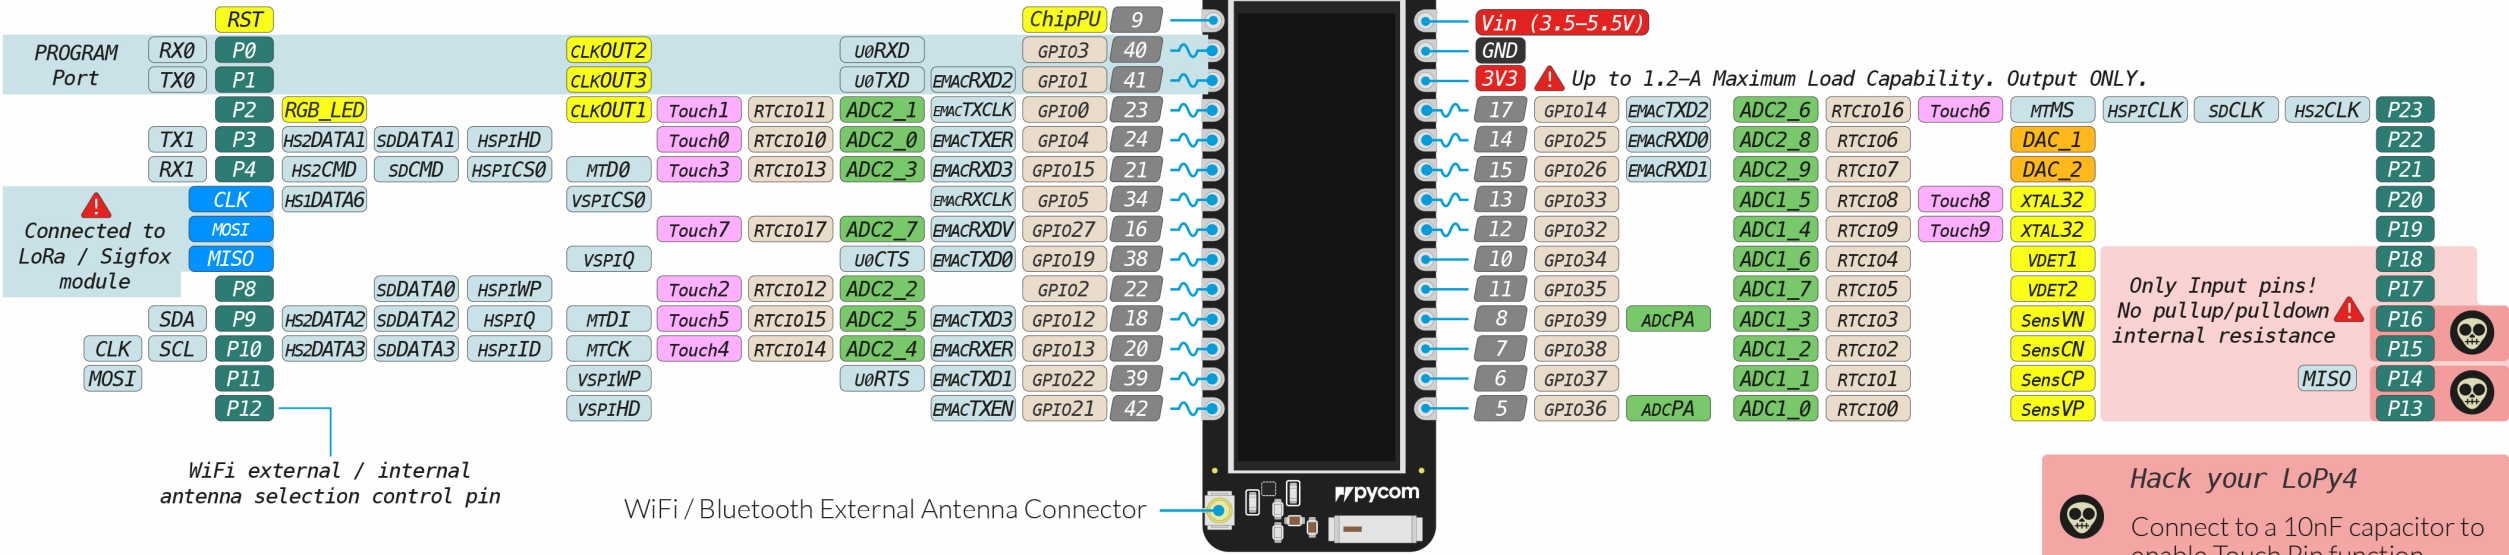 RST ChipPU 9 Vin (3.5–5.5V)
PROGRAM Port
RX0 P0 CLKOUT2 U0RXD GPIO3 40 GND
TX0 P1 CLKOUT3 U0TXD EMACRXD2 GPIO1 41 3V3 Up to 1.2–A Maximum Load Capability. Output ONLY.
P2 RGB_LED CLKOUT1 Touch1 RTCIO11 ADC2_1 EMACTXCLK GPIO0 23 17 GPIO14 EMACTXD2 ADC2_6 RTCIO16 Touch6 MTMS HSPICLK SDCLK HS2CLK P23
TX1 P3 HS2DATA1 SDDATA1 HSPIHD Touch0 RTCIO10 ADC2_0 EMACTXER GPIO4 24 14 GPIO25 EMACRXD0 ADC2_8 RTCIO6 DAC_1 P22
RX1 P4 HS2CMD SDCMD HSPICS0 MTDO Touch3 RTCIO13 ADC2_3 EMACRXD3 GPIO15 21 15 GPIO26 EMACRXD1 ADC2_9 RTCIO7 DAC_2 P21
CLK HS1DATA6 VSPICS0 EMACRXCLK GPIO5 34 13 GPIO33 ADC1_5 RTCIO8 Touch8 XTAL32 P20
MOSI Touch7 RTCIO17 ADC2_7 EMACRXDV GPIO27 16 12 GPIO32 ADC1_4 RTCIO9 Touch9 XTAL32 P19
MISO VSPIQ U0CTS EMACTXD0 GPIO19 38 10 GPIO34 ADC1_6 RTCIO4 VDET1 P18
Connected to
LoRa / Sigfox
module
P8 SDDATA0 HSPIWP Touch2 RTCIO12 ADC2_2 GPIO2 22 11 GPIO35 ADC1_7 RTCIO5 VDET2 P17
Only Input pins!
No pullup/pulldown
internal resistance
SDA P9 HS2DATA2 SDDATA2 HSPIQ MTDI Touch5 RTCIO15 ADC2_5 EMACTXD3 GPIO12 18 8 GPIO39 ADCPA ADC1_3 RTCIO3 SensVN P16
CLK SCL P10 HS2DATA3 SDDATA3 HSPIID MTCK Touch4 RTCIO14 ADC2_4 EMACRXER GPIO13 20 7 GPIO38 ADC1_2 RTCIO2 SensCN P15
MOSI P11 VSPIWP U0RTS EMACTXD1 GPIO22 39 6 GPIO37 ADC1_1 RTCIO1 SensCP MISO P14
P12 VSPIHD EMACTXEN GPIO21 42 5 GPIO36 ADCPA ADC1_0 RTCIO0 SensVP P13
WiFi external / internal
antenna selection control pin
WiFi / Bluetooth External Antenna Connector
pycom
Hack your LoPy4
Connect to a 10nF capacitor to
enable Touch Pin function